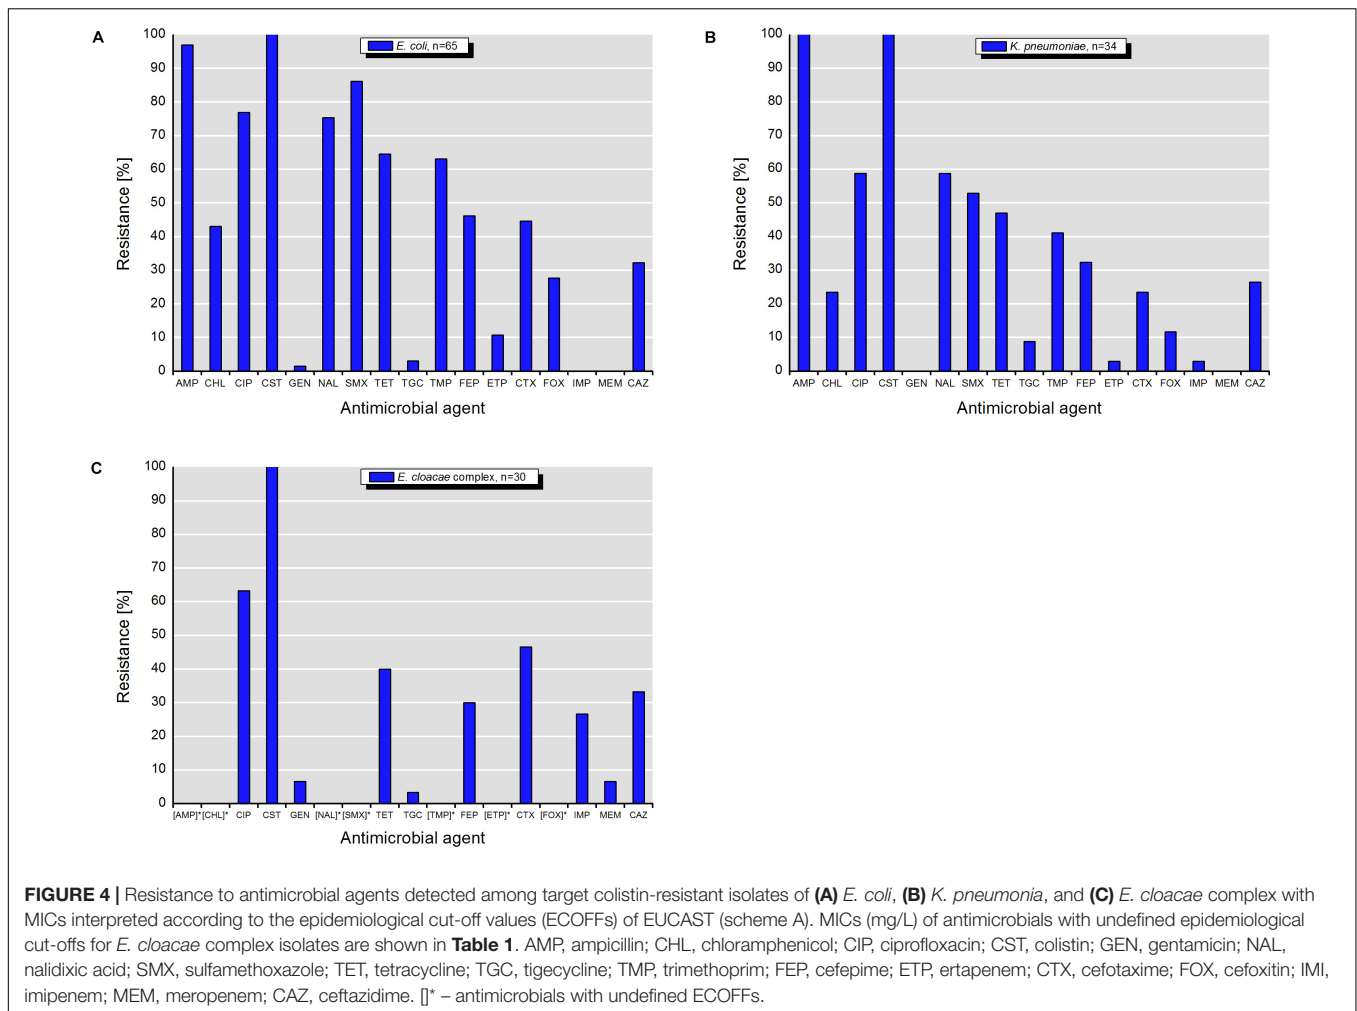 A
E. coli, n=65
100
90
80
70
60
50
40
30
20
10
0
Resistance [%]
AMP CHL CIP CST GEN NAL SMX TET TGC TMP FEP ETP CTX FOX IMP MEM CAZ
Antimicrobial agent
B
K. pneumoniae, n=34
100
90
80
70
60
50
40
30
20
10
0
Resistance [%]
AMP CHL CIP CST GEN NAL SMX TET TGC TMP FEP ETP CTX FOX IMP MEM CAZ
Antimicrobial agent
C
E. cloacae complex, n=30
100
90
80
70
60
50
40
30
20
10
0
Resistance [%]
[AMP]* [CHL]* CIP CST GEN [NAL]* [SMX]* TET TGC [TMP]* FEP [ETP]* CTX [FOX]* IMP MEM CAZ
Antimicrobial agent
FIGURE 4 | Resistance to antimicrobial agents detected among target colistin-resistant isolates of (A) E. coli, (B) K. pneumonia, and (C) E. cloacae complex with
MICs interpreted according to the epidemiological cut-off values (ECOFFs) of EUCAST (scheme A). MICs (mg/L) of antimicrobials with undefined epidemiological
cut-offs for E. cloacae complex isolates are shown in Table 1. AMP, ampicillin; CHL, chloramphenicol; CIP, ciprofloxacin; CST, colistin; GEN, gentamicin; NAL,
nalidixic acid; SMX, sulfamethoxazole; TET, tetracycline; TGC, tigecycline; TMP, trimethoprim; FEP, cefepime; ETP, ertapenem; CTX, cefotaxime; FOX, cefoxitin; IMI,
imipenem; MEM, meropenem; CAZ, ceftazidime. []* – antimicrobials with undefined ECOFFs.